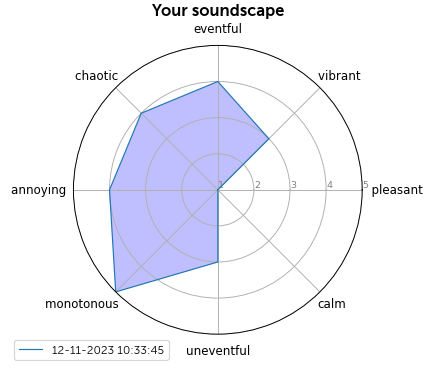 Your soundscape
eventful
chaotic
vibrant
annoying
1 2 3 4 5
pleasant
monotonous
calm
uneventful
12-11-2023 10:33:45